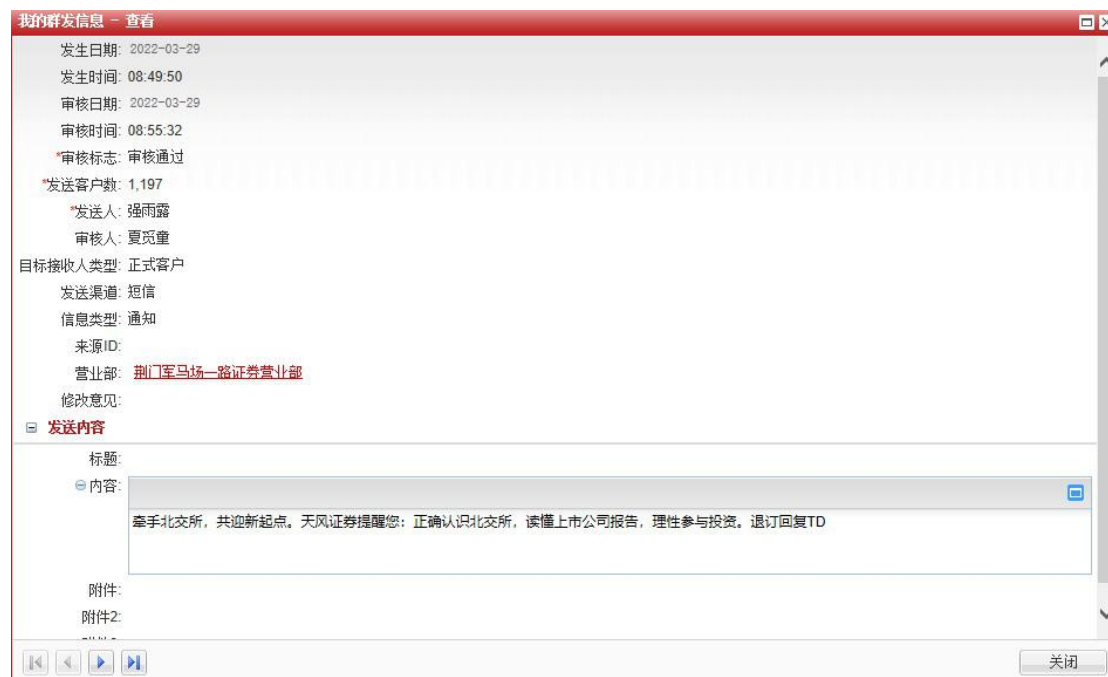 我的群发信息 - 查看
发生日期: 2022-03-29
发生时间: 08:49:50
审核日期: 2022-03-29
审核时间: 08:55:32
*审核标志: 审核通过
*发送客户数: 1,197
*发送人: 强雨露
审核人: 夏觅童
目标接收人类型: 正式客户
发送渠道: 短信
信息类型: 通知
来源ID:
营业部: 荆门军马场一路证券营业部
修改意见:
发送内容
标题:
内容:
牵手北交所，共迎新起点。天风证券提醒您：正确认识北交所，读懂上市公司报告，理性参与投资。退订回复TD
附件:
附件2:
关闭